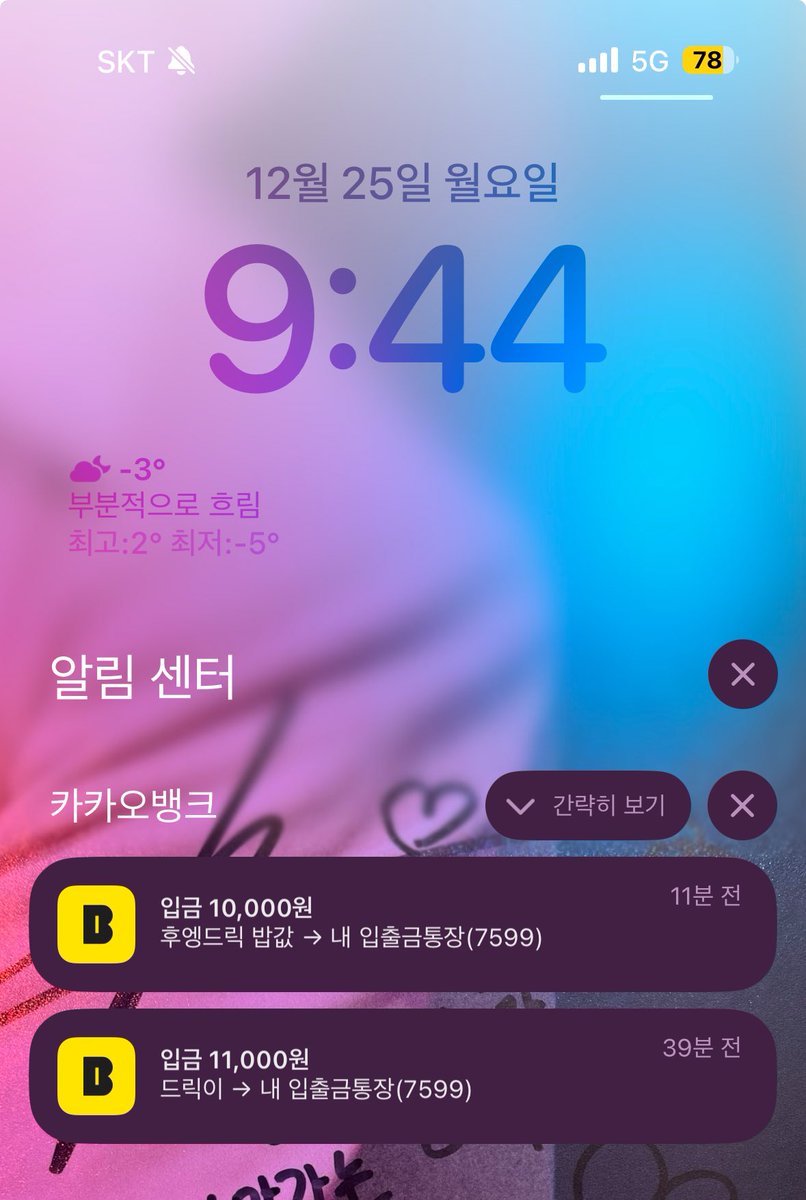 SKT
5G 78
12월 25일 월요일
9:44
-3°
부분적으로 흐림
최고:2° 최저:-5°
알림 센터
카카오뱅크
간략히 보기
입금 10,000원
11분 전
후엥드릭 밥값 → 내 입출금통장(7599)
입금 11,000원
39분 전
드릭이 → 내 입출금통장(7599)